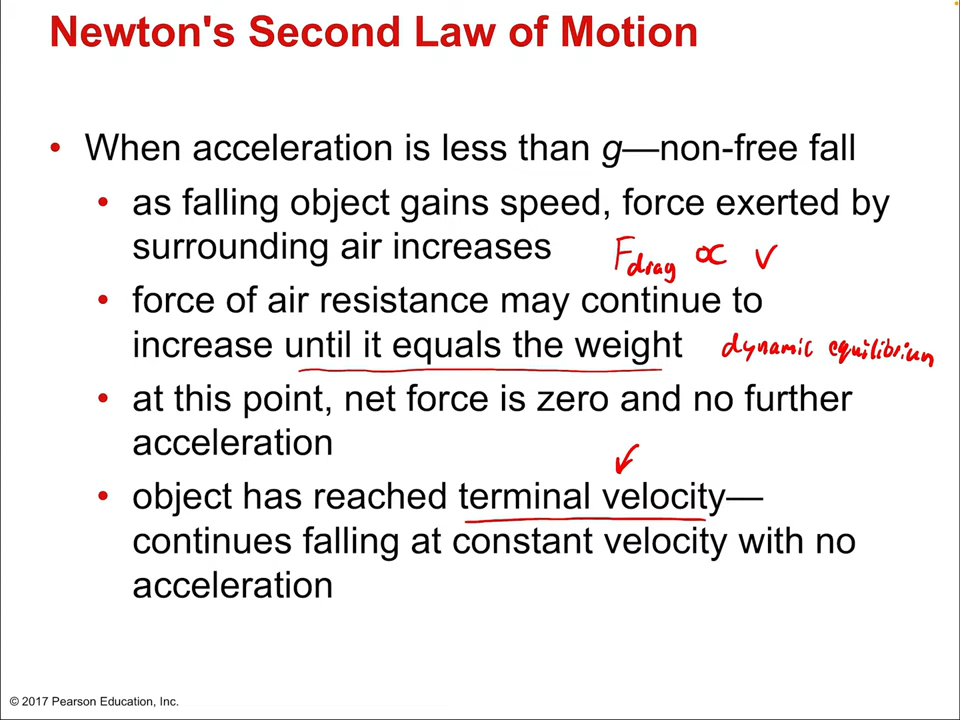 Newton's Second Law of Motion
• When acceleration is less than g—non-free fall
• as falling object gains speed, force exerted by
surrounding air increases
F drag ∝ v
• force of air resistance may continue to
increase until it equals the weight
dynamic equilibrium
• at this point, net force is zero and no further
acceleration
• object has reached terminal velocity—
continues falling at constant velocity with no
acceleration
© 2017 Pearson Education, Inc.